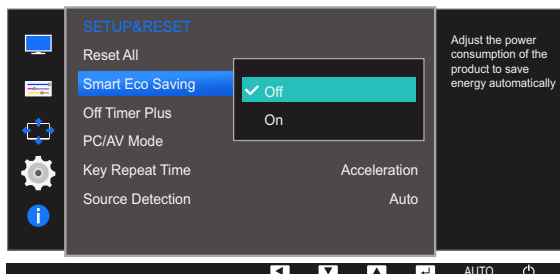 SETUP&RESET
Reset All
Smart Eco Saving
Off
Off Timer Plus
On
PC/AV Mode
Key Repeat Time Acceleration
Source Detection Auto
Adjust the power
consumption of the
product to save
energy automatically
AUTO